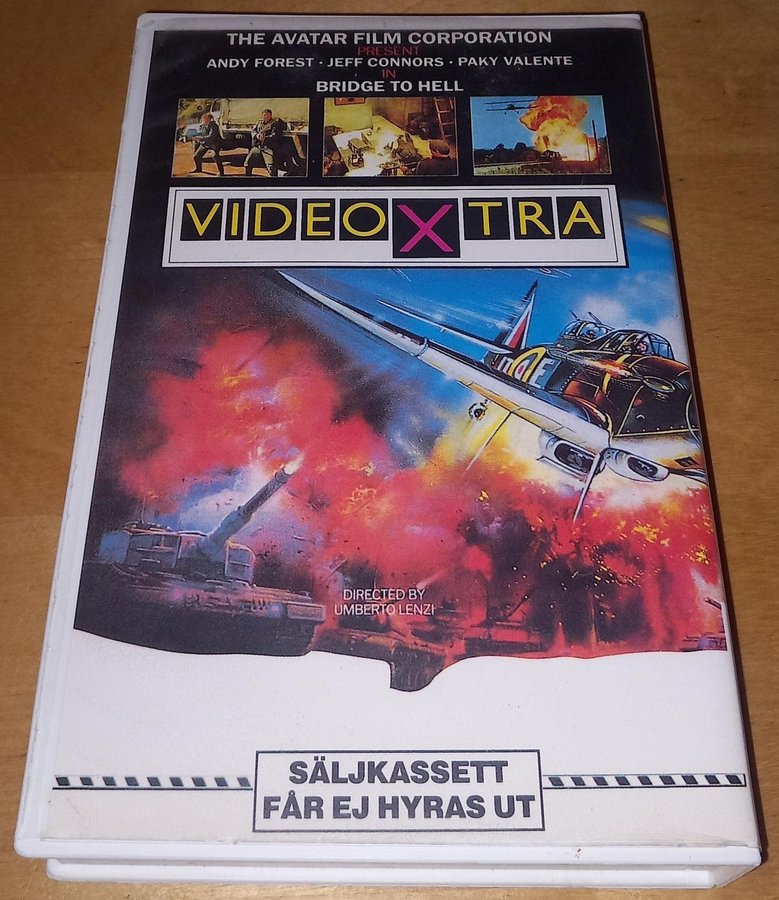 THE AVATAR FILM CORPORATION
PRESENT
ANDY FOREST · JEFF CONNORS · PAKY VALENTE
IN
BRIDGE TO HELL
VIDEOXTRA
DIRECTED BY
UMBERTO LENZI
SÄLJKASSETT
FÅR EJ HYRAS UT